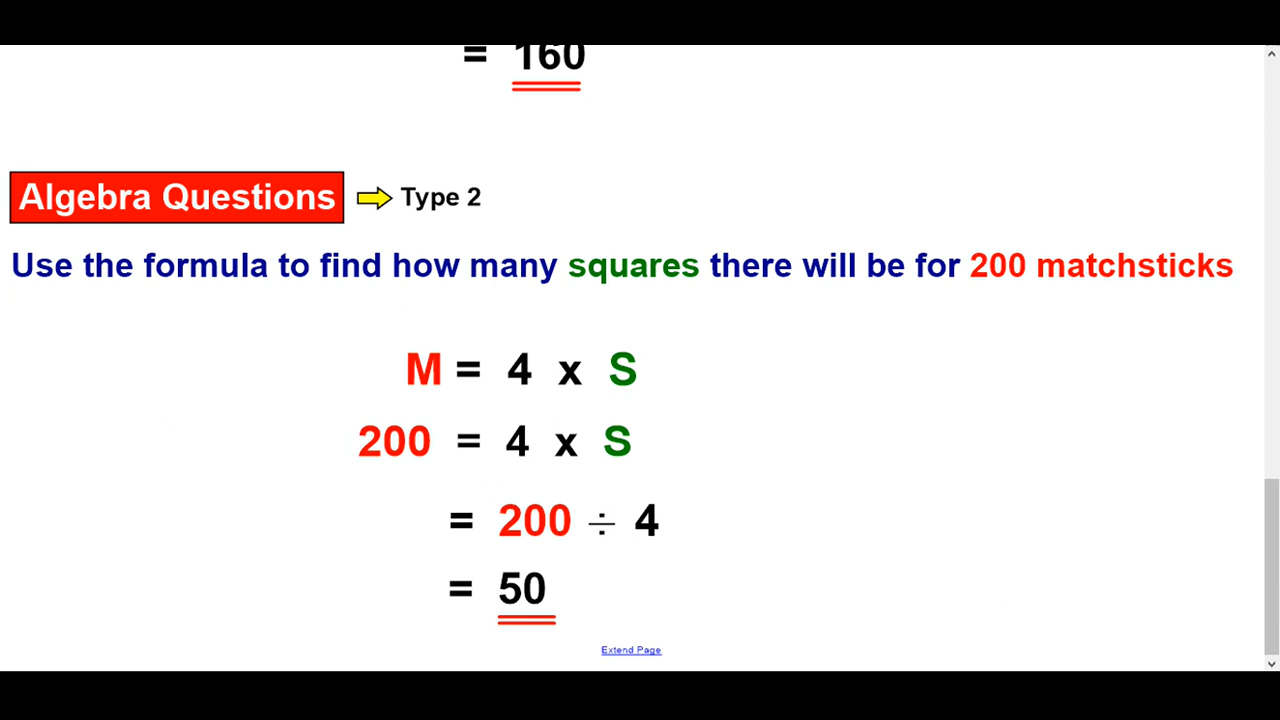 = 160
Algebra Questions Type 2
Use the formula to find how many squares there will be for 200 matchsticks
M = 4 x S
200 = 4 x S
= 200 ÷ 4
= 50
Extend Page